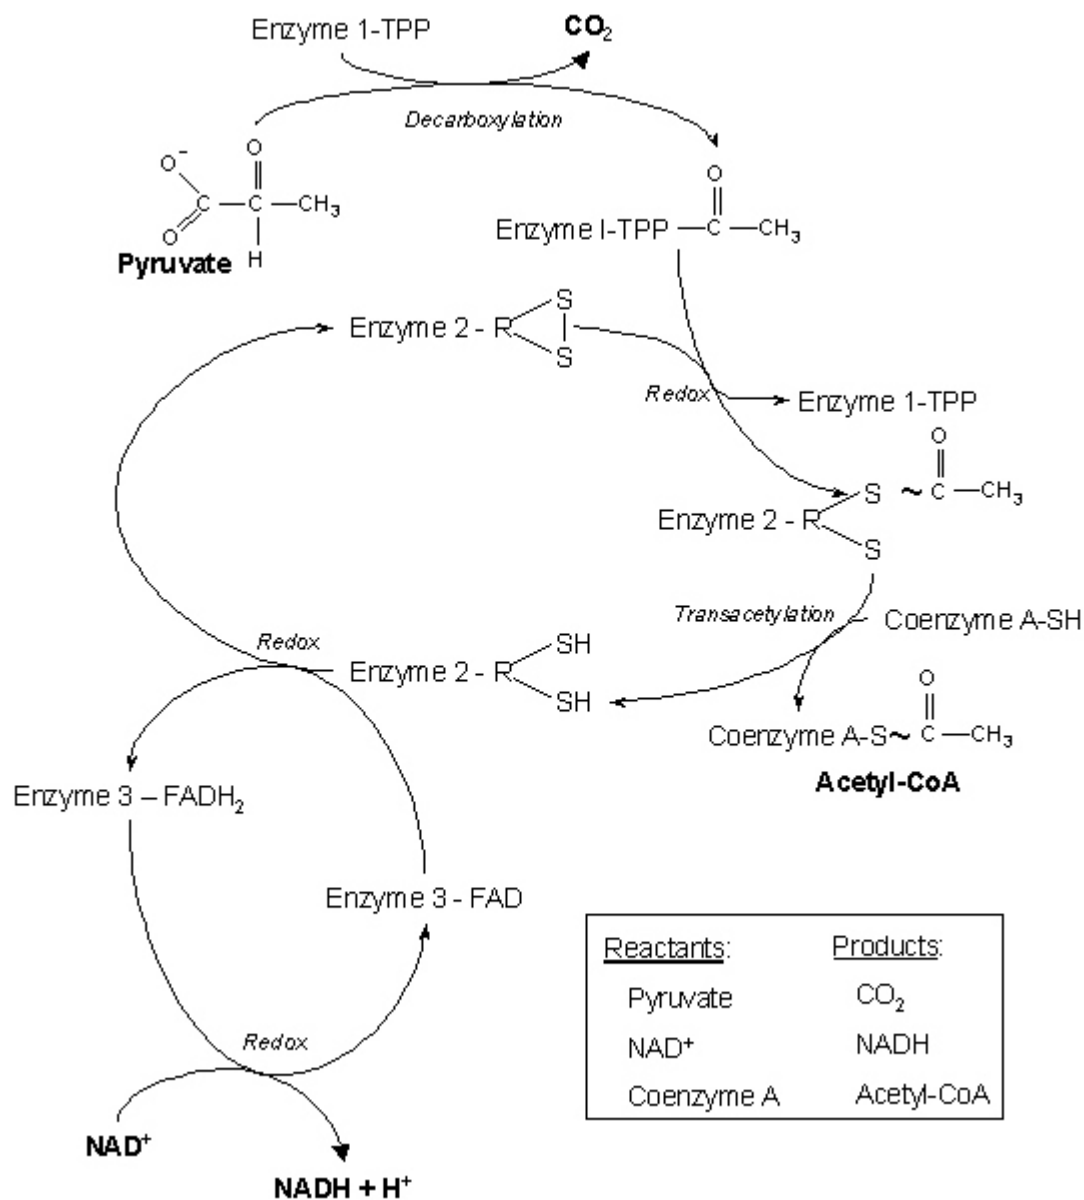 Enzyme 1-TPP
CO₂
Decarboxylation
O
O⁻
C
C
CH₃
O
H
Pyruvate
O
Enzyme I-TPP
C
CH₃
S
Enzyme 2 - R
S
Redox
Enzyme 1-TPP
O
S ~ C
CH₃
Enzyme 2 - R
S
Transacetylation
Coenzyme A-SH
Redox
SH
Enzyme 2 - R
SH
O
Coenzyme A-S~ C
CH₃
Acetyl-CoA
Enzyme 3 – FADH₂
Enzyme 3 - FAD
Redox
NAD⁺
NADH + H⁺
Reactants: Products:
Pyruvate CO₂
NAD⁺ NADH
Coenzyme A Acetyl-CoA